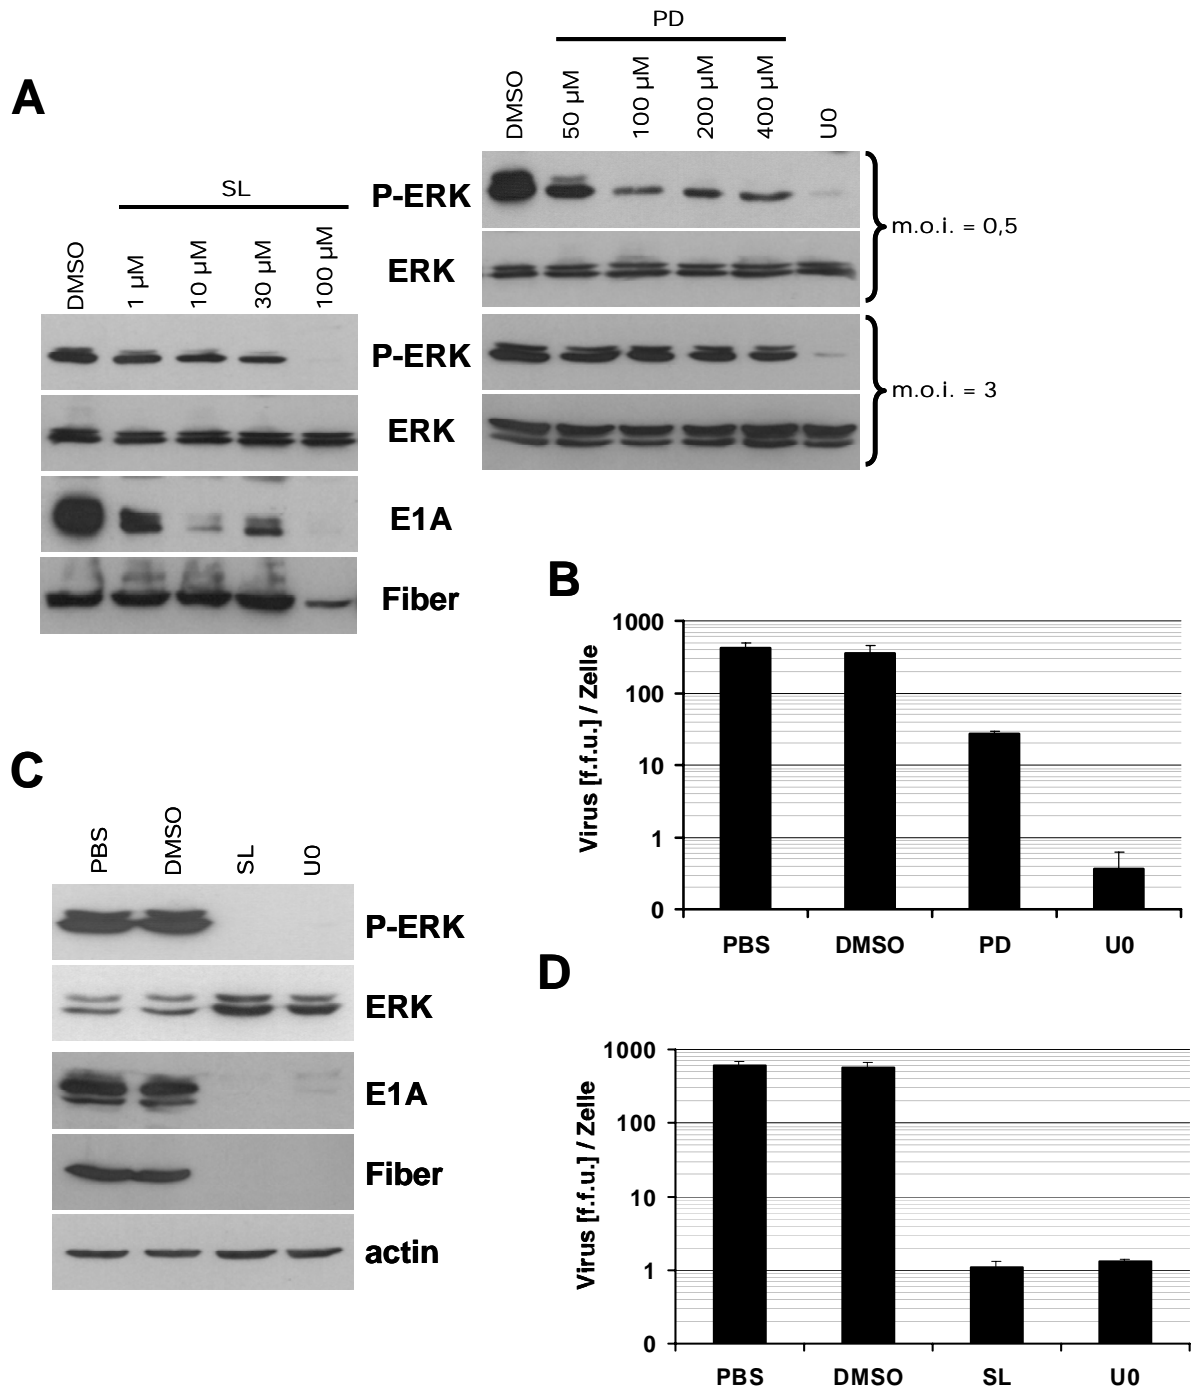 A
SL
DMSO
1 µM
10 µM
30 µM
100 µM
PD
DMSO
50 µM
100 µM
200 µM
400 µM
U0
P-ERK
ERK
m.o.i. = 0,5
P-ERK
ERK
m.o.i. = 3
E1A
Fiber
B
Virus [f.f.u.] / Zelle
1000
100
10
1
0
PBS DMSO PD U0
C
PBS
DMSO
SL
U0
P-ERK
ERK
E1A
Fiber
actin
D
Virus [f.f.u.] / Zelle
1000
100
10
1
0
PBS DMSO SL U0